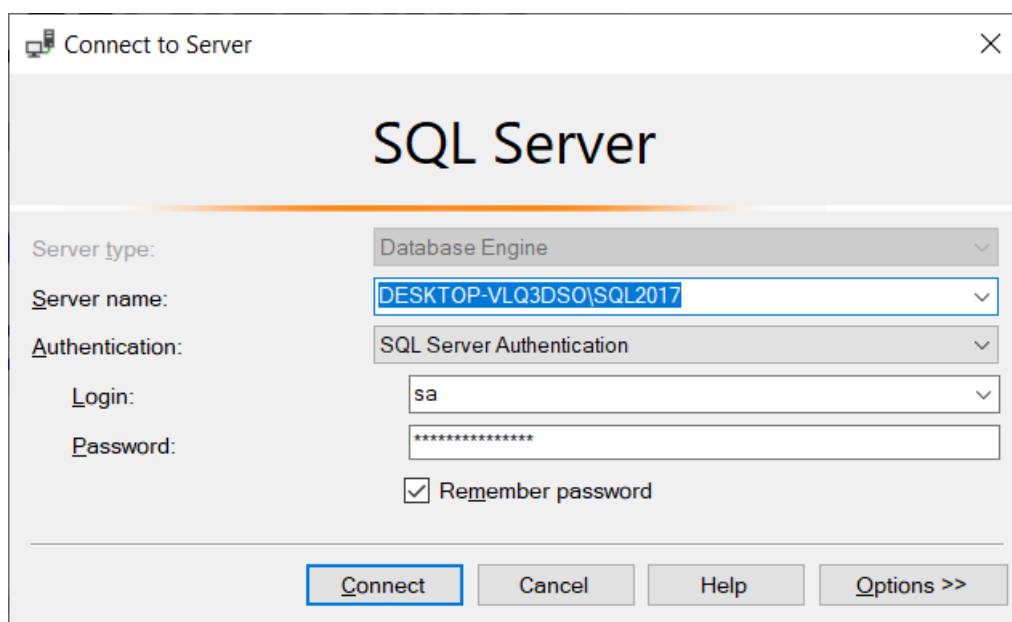 Connect to Server
SQL Server
Server type: Database Engine
Server name: DESKTOP-VLQ3DSO\SQL2017
Authentication: SQL Server Authentication
Login: sa
Password: ***************
Remember password
Connect Cancel Help Options >>